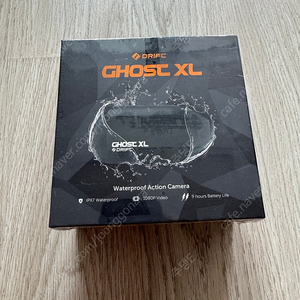 DRIFT
GHOST XL
GHOST XL
DRIFT
Waterproof Action Camera
IPX7 Waterproof
1080P Video
9 hours Battery Life